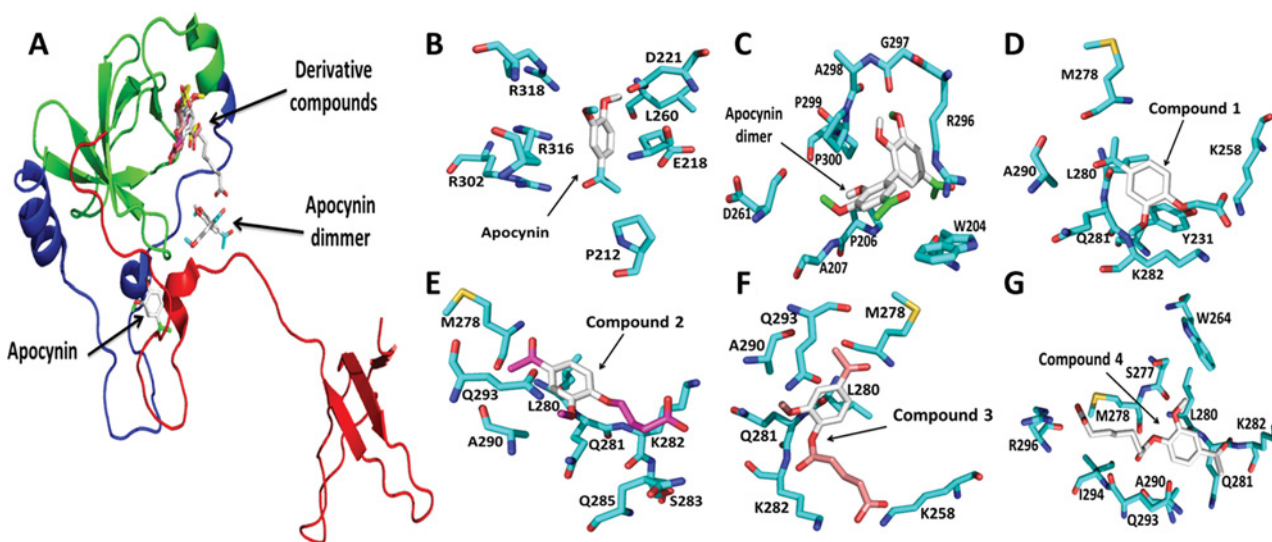 A
Derivative
compounds
Apocynin
dimmer
Apocynin
B
R318
D221
L260
R316
E218
R302
Apocynin
P212
C
G297
A298
P299
Apocynin
dimer
R296
P300
D261
P206
W204
A207
D
M278
Compound 1
K258
A290
L280
Q281
Y231
K282
E
M278
Compound 2
Q293
L280
A290
Q281
K282
Q285
S283
F
Q293
M278
A290
L280
Q281
Compound 3
K282
K258
G
W264
Compound 4
S277
M278
L280
K282
R296
A290
Q281
I294
Q293